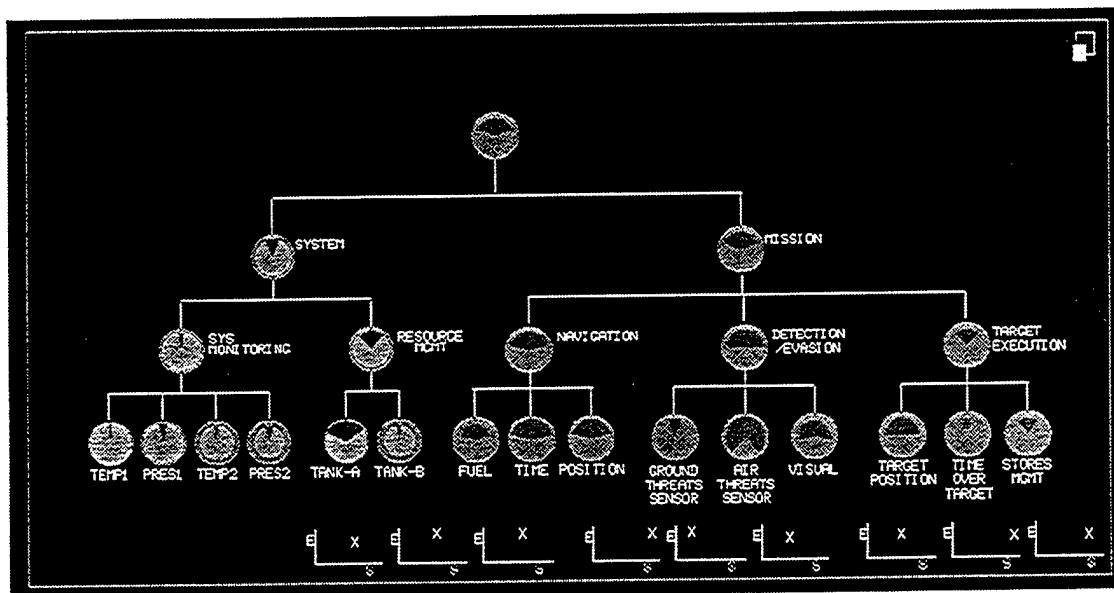 SYSTEM
MISSION
SYS
MONITORING
RESOURCE
MGMT
NAVIGATION
DETECTION
/EVASION
TARGET
EXECUTION
TEMP1
PRES1
TEMP2
PRES2
TANK-A
TANK-B
FUEL
TIME
POSITION
GROUND
THREATS
SENSOR
AIR
THREATS
SENSOR
VISUAL
TARGET
POSITION
TIME
OVER
TARGET
STORES
MGMT
E X S
E X S
E X S
E X S
E X S
E X S
E X S
E X S
E X S